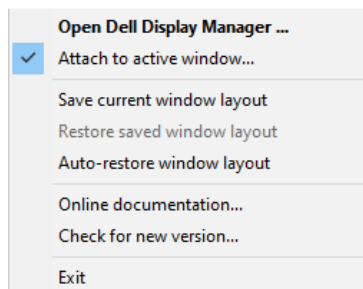 Open Dell Display Manager ...
Attach to active window...
Save current window layout
Restore saved window layout
Auto-restore window layout
Online documentation...
Check for new version...
Exit